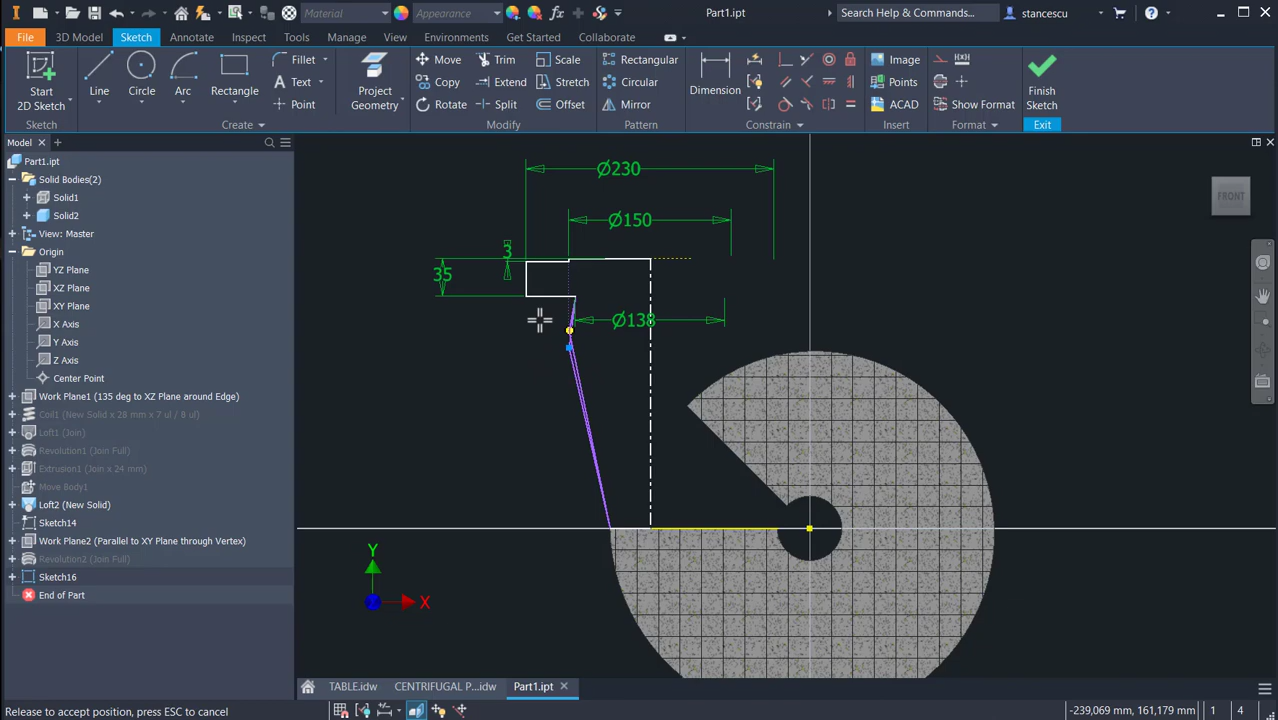 Material
Appearance
Part1.ipt
Search Help & Commands...
stancescu
File
3D Model
Sketch
Annotate
Inspect
Tools
Manage
View
Environments
Get Started
Collaborate
Start
2D Sketch
Line
Circle
Arc
Rectangle
Fillet
Text
Point
Project
Geometry
Move
Copy
Rotate
Trim
Extend
Split
Scale
Stretch
Offset
Rectangular
Circular
Mirror
Dimension
Image
Points
ACAD
Show Format
Finish
Sketch
Sketch
Create
Modify
Pattern
Constrain
Insert
Format
Exit
Model
Part1.ipt
Solid Bodies(2)
Solid1
Solid2
View: Master
Origin
YZ Plane
XZ Plane
XY Plane
X Axis
Y Axis
Z Axis
Center Point
Work Plane1 (135 deg to XZ Plane around Edge)
Coil1 (New Solid x 28 mm x 7 ul / 8 ul)
Loft1 (Join)
Revolution1 (Join Full)
Extrusion1 (Join x 24 mm)
Move Body1
Loft2 (New Solid)
Sketch14
Work Plane2 (Parallel to XY Plane through Vertex)
Revolution2 (Join Full)
Sketch16
End of Part
Ø230
Ø150
3
35
Ø138
FRONT
Y
X
TABLE.idw
CENTRIFUGAL P...idw
Part1.ipt
Release to accept position, press ESC to cancel
-239,069 mm, 161,179 mm
1
4